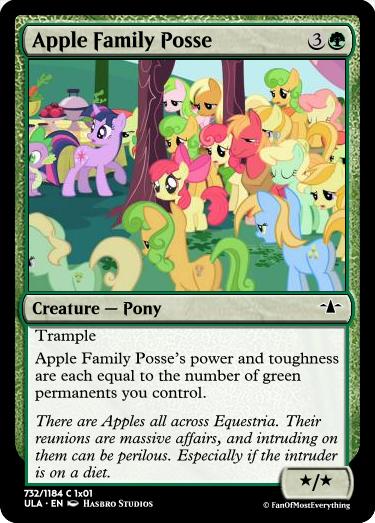 Apple Family Posse 3
Creature — Pony
Trample
Apple Family Posse's power and toughness
are each equal to the number of green
permanents you control.
There are Apples all across Equestria. Their
reunions are massive affairs, and intruding on
them can be perilous. Especially if the intruder
is on a diet.
*/*
732/1184 C 1x01
ULA • EN Hasbro Studios
© FanOfMostEverything